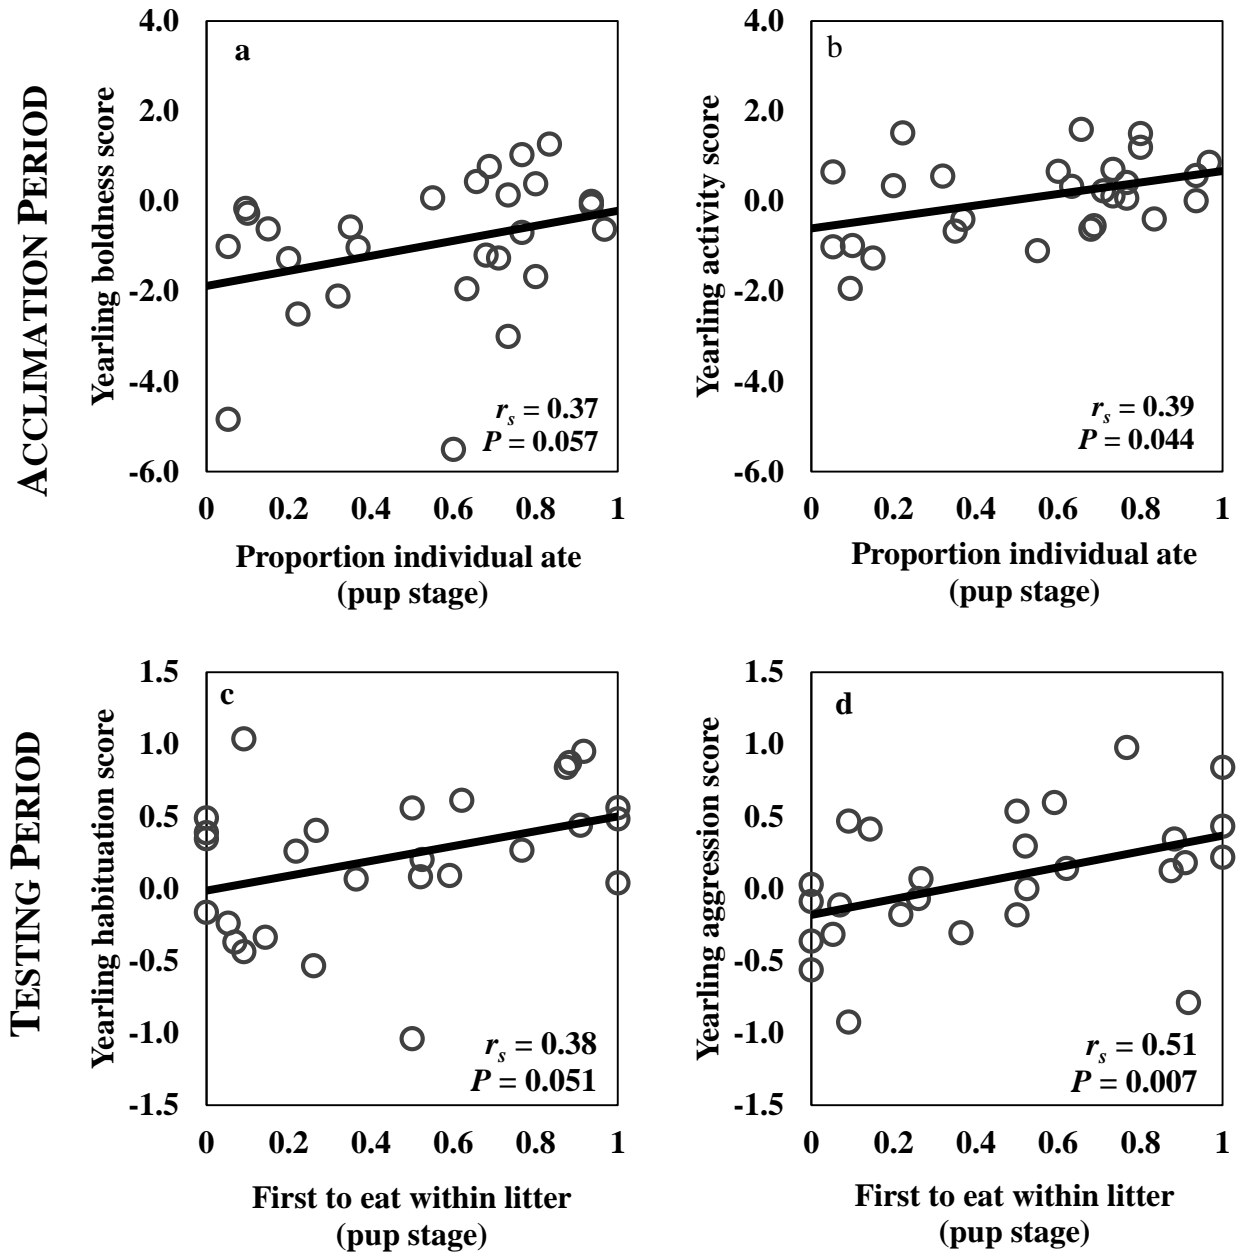 ACCLIMATION PERIOD
a
Yearling boldness score
4.0
2.0
0.0
-2.0
-4.0
-6.0
r_s = 0.37
P = 0.057
0 0.2 0.4 0.6 0.8 1
Proportion individual ate
(pup stage)
b
Yearling activity score
4.0
2.0
0.0
-2.0
-4.0
-6.0
r_s = 0.39
P = 0.044
0 0.2 0.4 0.6 0.8 1
Proportion individual ate
(pup stage)
TESTING PERIOD
c
Yearling habituation score
1.5
1.0
0.5
0.0
-0.5
-1.0
-1.5
r_s = 0.38
P = 0.051
0 0.2 0.4 0.6 0.8 1
First to eat within litter
(pup stage)
d
Yearling aggression score
1.5
1.0
0.5
0.0
-0.5
-1.0
-1.5
r_s = 0.51
P = 0.007
0 0.2 0.4 0.6 0.8 1
First to eat within litter
(pup stage)